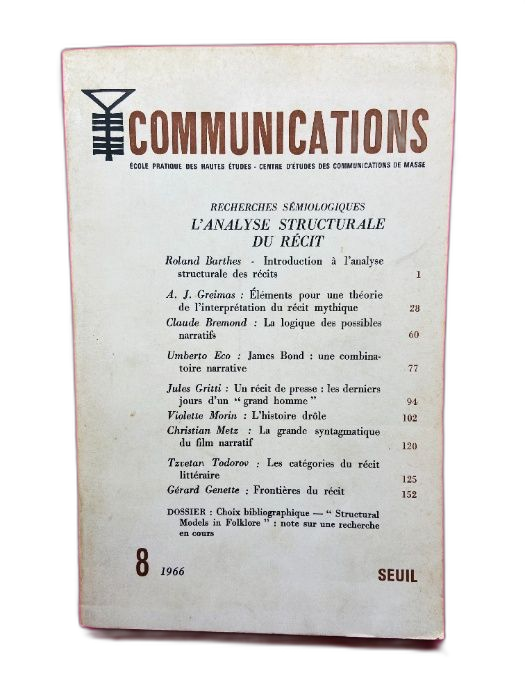 COMMUNICATIONS
ÉCOLE PRATIQUE DES HAUTES ÉTUDES - CENTRE D'ÉTUDES DES COMMUNICATIONS DE MASSE
RECHERCHES SÉMIOLOGIQUES
L'ANALYSE STRUCTURALE
DU RÉCIT
Roland Barthes - Introduction à l'analyse
structurale des récits 1
A. J. Greimas : Éléments pour une théorie
de l'interprétation du récit mythique 28
Claude Bremond : La logique des possibles
narratifs 60
Umberto Eco : James Bond : une combina-
toire narrative 77
Jules Gritti : Un récit de presse : les derniers
jours d'un " grand homme " 94
Violette Morin : L'histoire drôle 102
Christian Metz : La grande syntagmatique
du film narratif 120
Tzvetan Todorov : Les catégories du récit
littéraire 125
Gérard Genette : Frontières du récit 152
DOSSIER : Choix bibliographique — " Structural
Models in Folklore " : note sur une recherche
en cours
8 1966 SEUIL